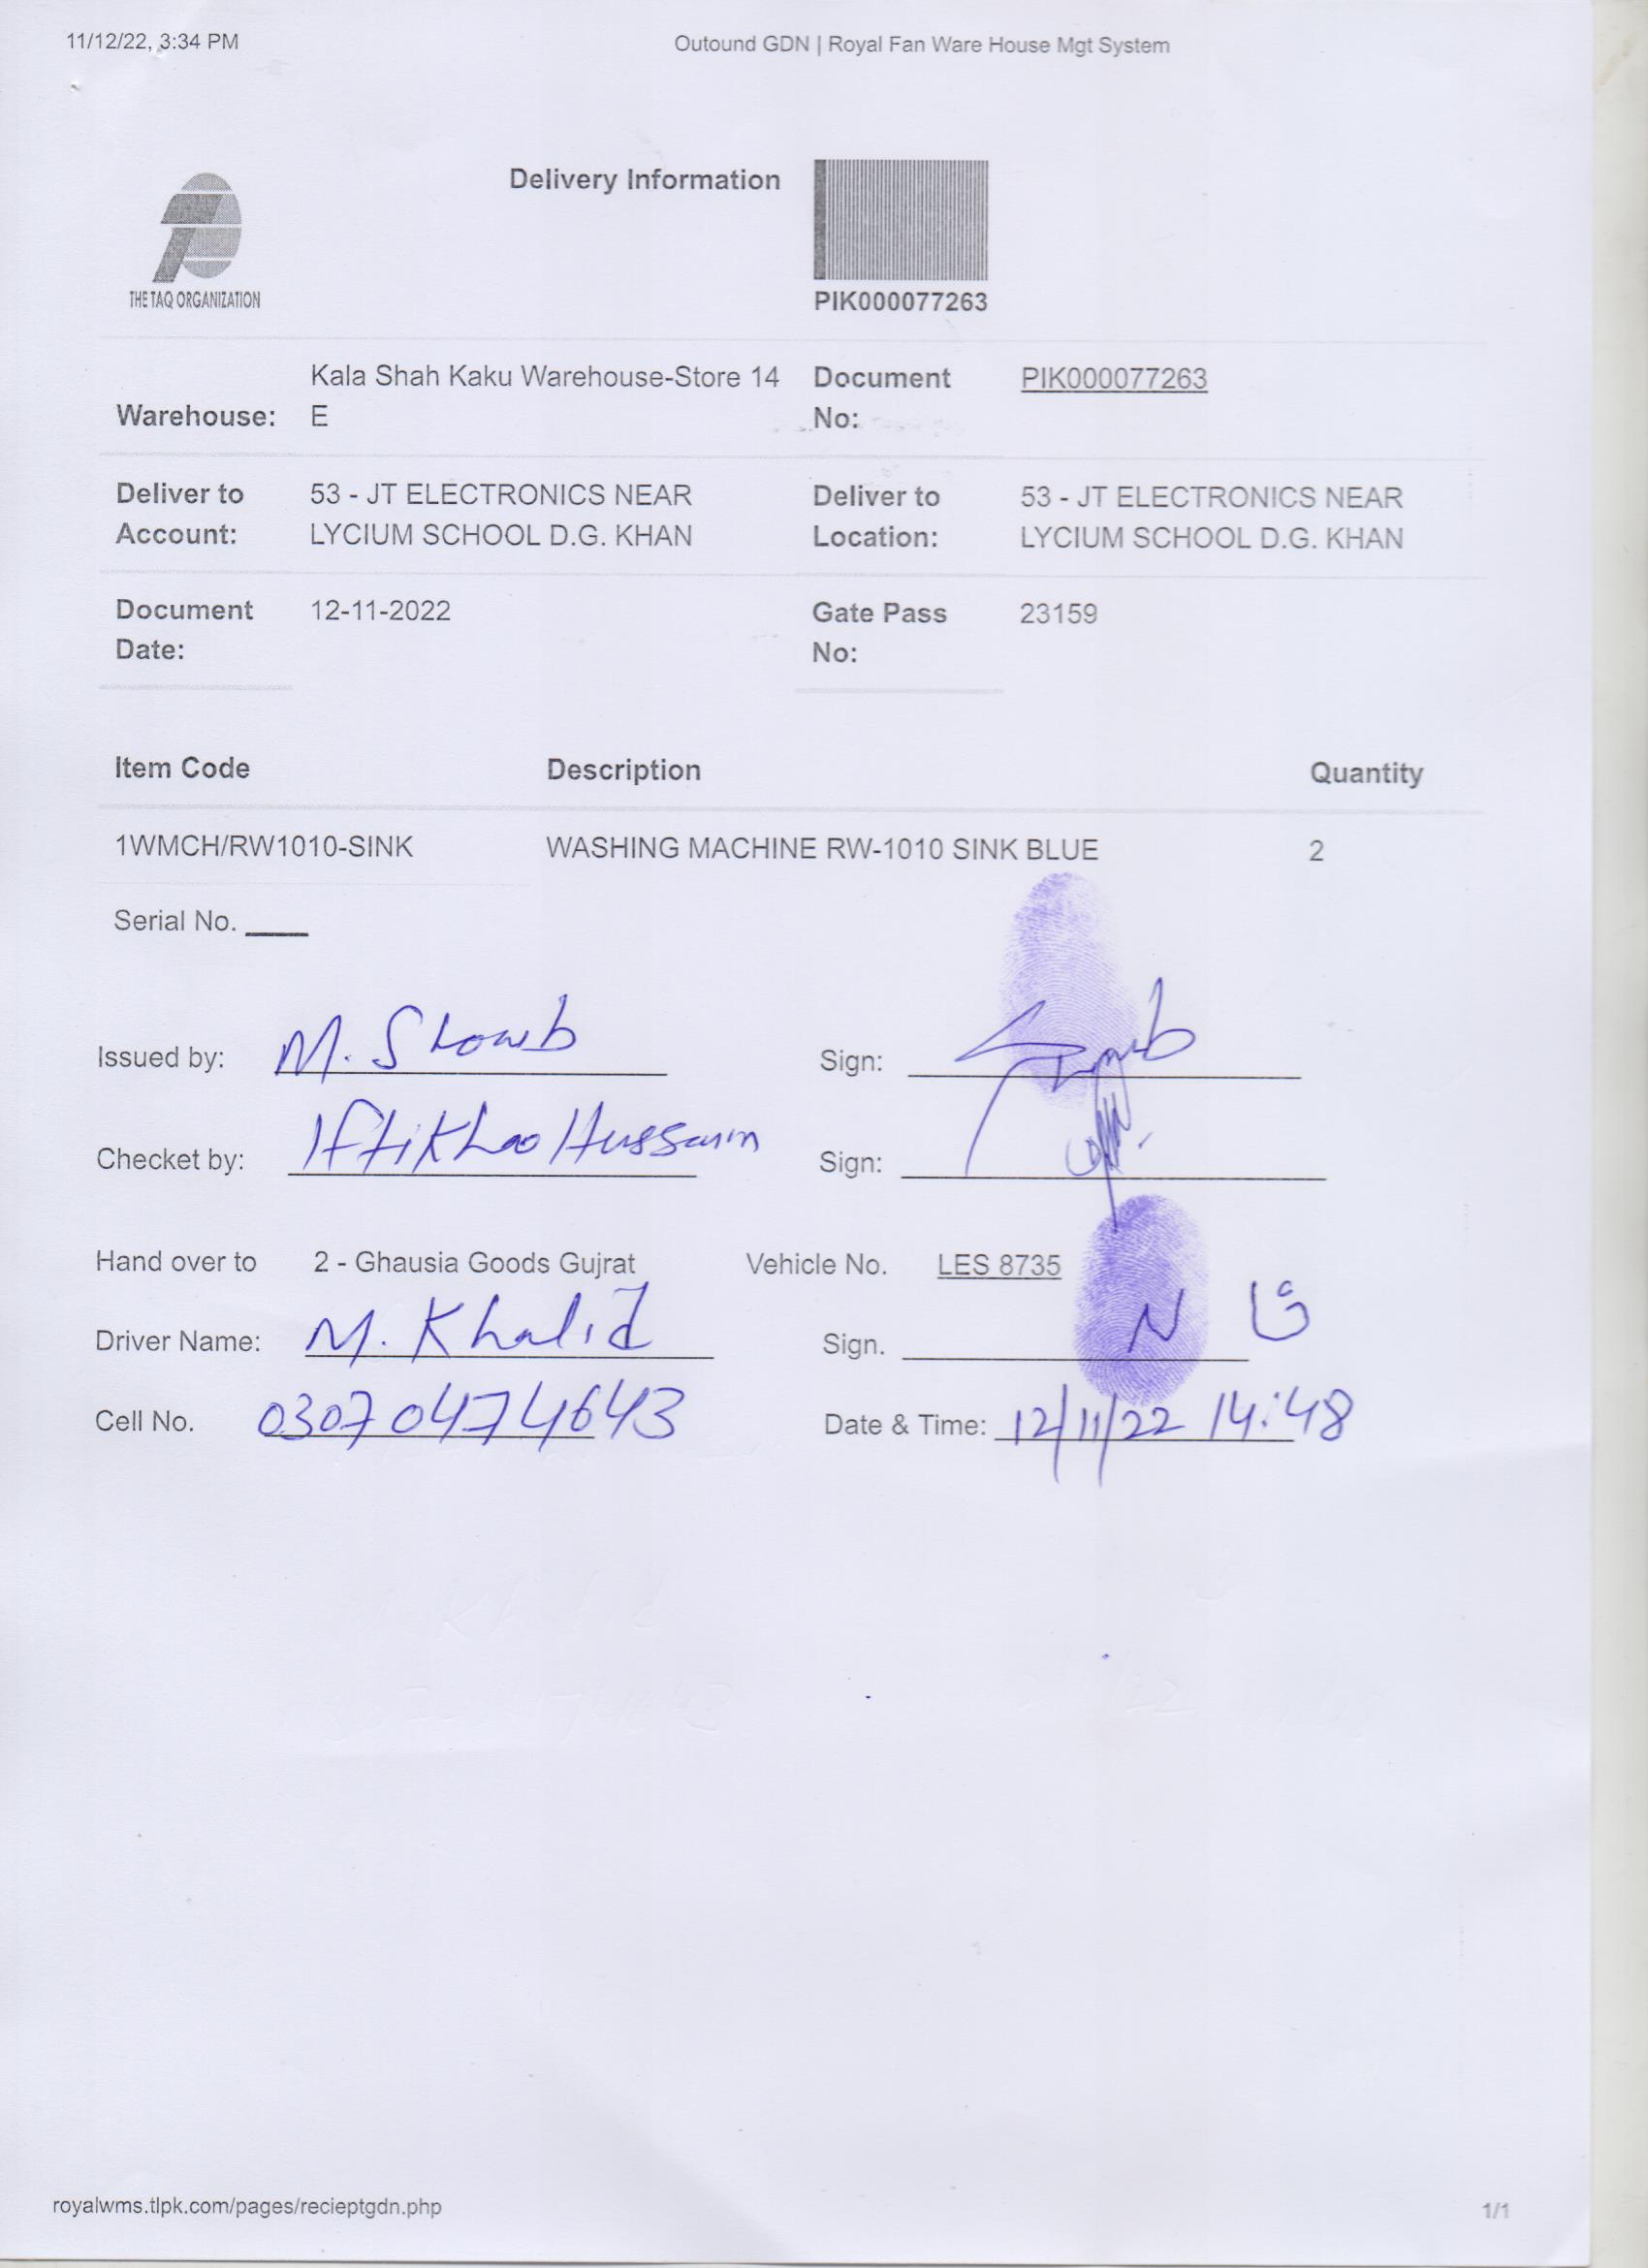 11/12/22, 3:34 PM
Outound GDN | Royal Fan Ware House Mgt System
Delivery Information
THE TAQ ORGANIZATION
PIK000077263
Warehouse: Kala Shah Kaku Warehouse-Store 14 E
Document No: PIK000077263
Deliver to Account: 53 - JT ELECTRONICS NEAR LYCIUM SCHOOL D.G. KHAN
Deliver to Location: 53 - JT ELECTRONICS NEAR LYCIUM SCHOOL D.G. KHAN
Document Date: 12-11-2022
Gate Pass No: 23159
Item Code Description Quantity
1WMCH/RW1010-SINK WASHING MACHINE RW-1010 SINK BLUE 2
Serial No.
Issued by: M. Sign:
Checket by: Hussain Sign:
Hand over to 2 - Ghausia Goods Gujrat Vehicle No. LES 8735
Driver Name: M. Khalid Sign.
Cell No. 03070474643 Date & Time: 12/11/22 14:48
royalwms.tlpk.com/pages/recieptgdn.php
1/1